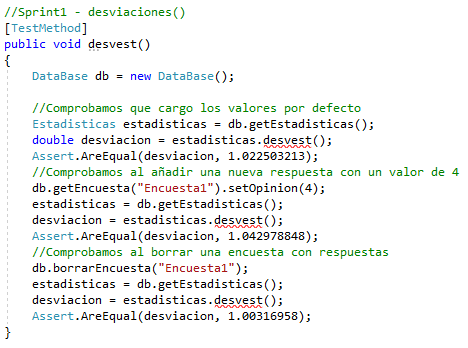 //Sprint1 - desviaciones()
[TestMethod]
public void desvest()
{
DataBase db = new DataBase();
//Comprobamos que cargo los valores por defecto
Estadisticas estadisticas = db.getEstadisticas();
double desviacion = estadisticas.desvest();
Assert.AreEqual(desviacion, 1.022503213);
//Comprobamos al añadir una nueva respuesta con un valor de 4
db.getEncuesta("Encuesta1").setOpinion(4);
estadisticas = db.getEstadisticas();
desviacion = estadisticas.desvest();
Assert.AreEqual(desviacion, 1.042978848);
//Comprobamos al borrar una encuesta con respuestas
db.borrarEncuesta("Encuesta1");
estadisticas = db.getEstadisticas();
desviacion = estadisticas.desvest();
Assert.AreEqual(desviacion, 1.00316958);
}